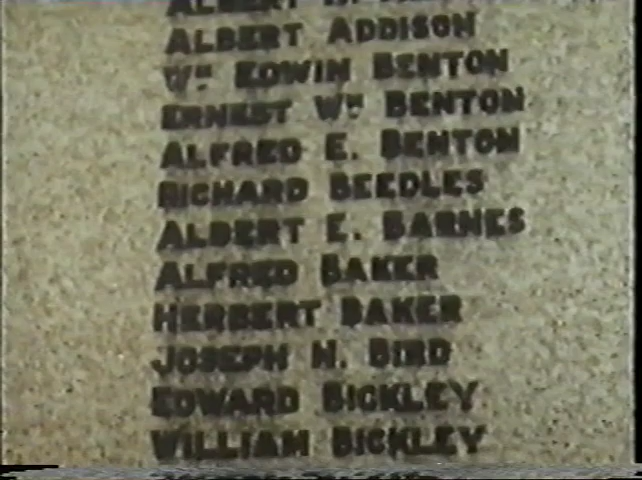 ALBERT
ALBERT ADDISON
Wᴹ EDWIN BENTON
ERNEST Wᴹ BENTON
ALFRED E. BENTON
RICHARD BEEDLES
ALBERT E. BARNES
ALFRED BAKER
HERBERT BAKER
JOSEPH H. BIRD
EDWARD BICKLEY
WILLIAM BICKLEY